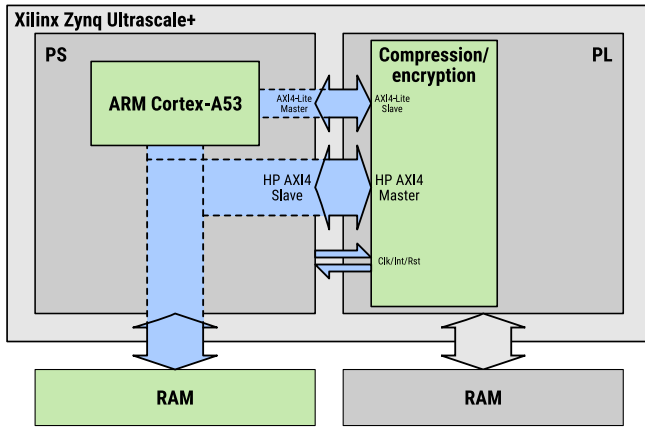 Xilinx Zynq Ultrascale+
PS
PL
Compression/
encryption
ARM Cortex-A53
AXI4-Lite
Master
AXI4-Lite
Slave
HP AXI4
Slave
HP AXI4
Master
Clk/Int/Rst
RAM
RAM